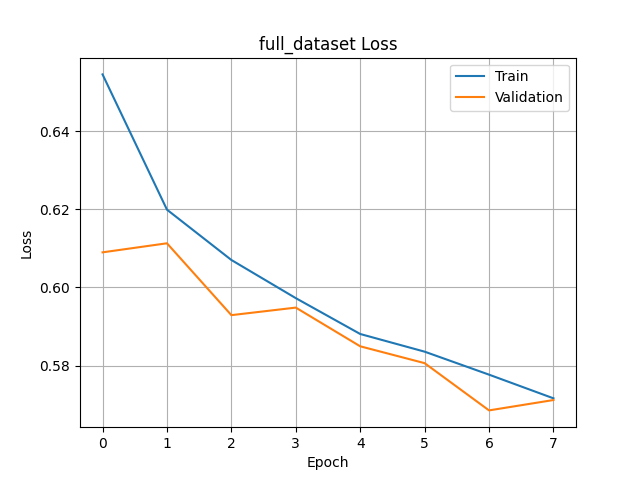 full_dataset Loss
Train
Validation
0.64
0.62
0.60
0.58
Loss
0 1 2 3 4 5 6 7
Epoch